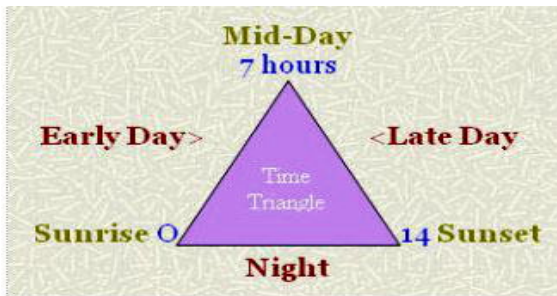 Mid-Day
7 hours
Early Day>
<Late Day
Time
Triangle
Sunrise O
14 Sunset
Night